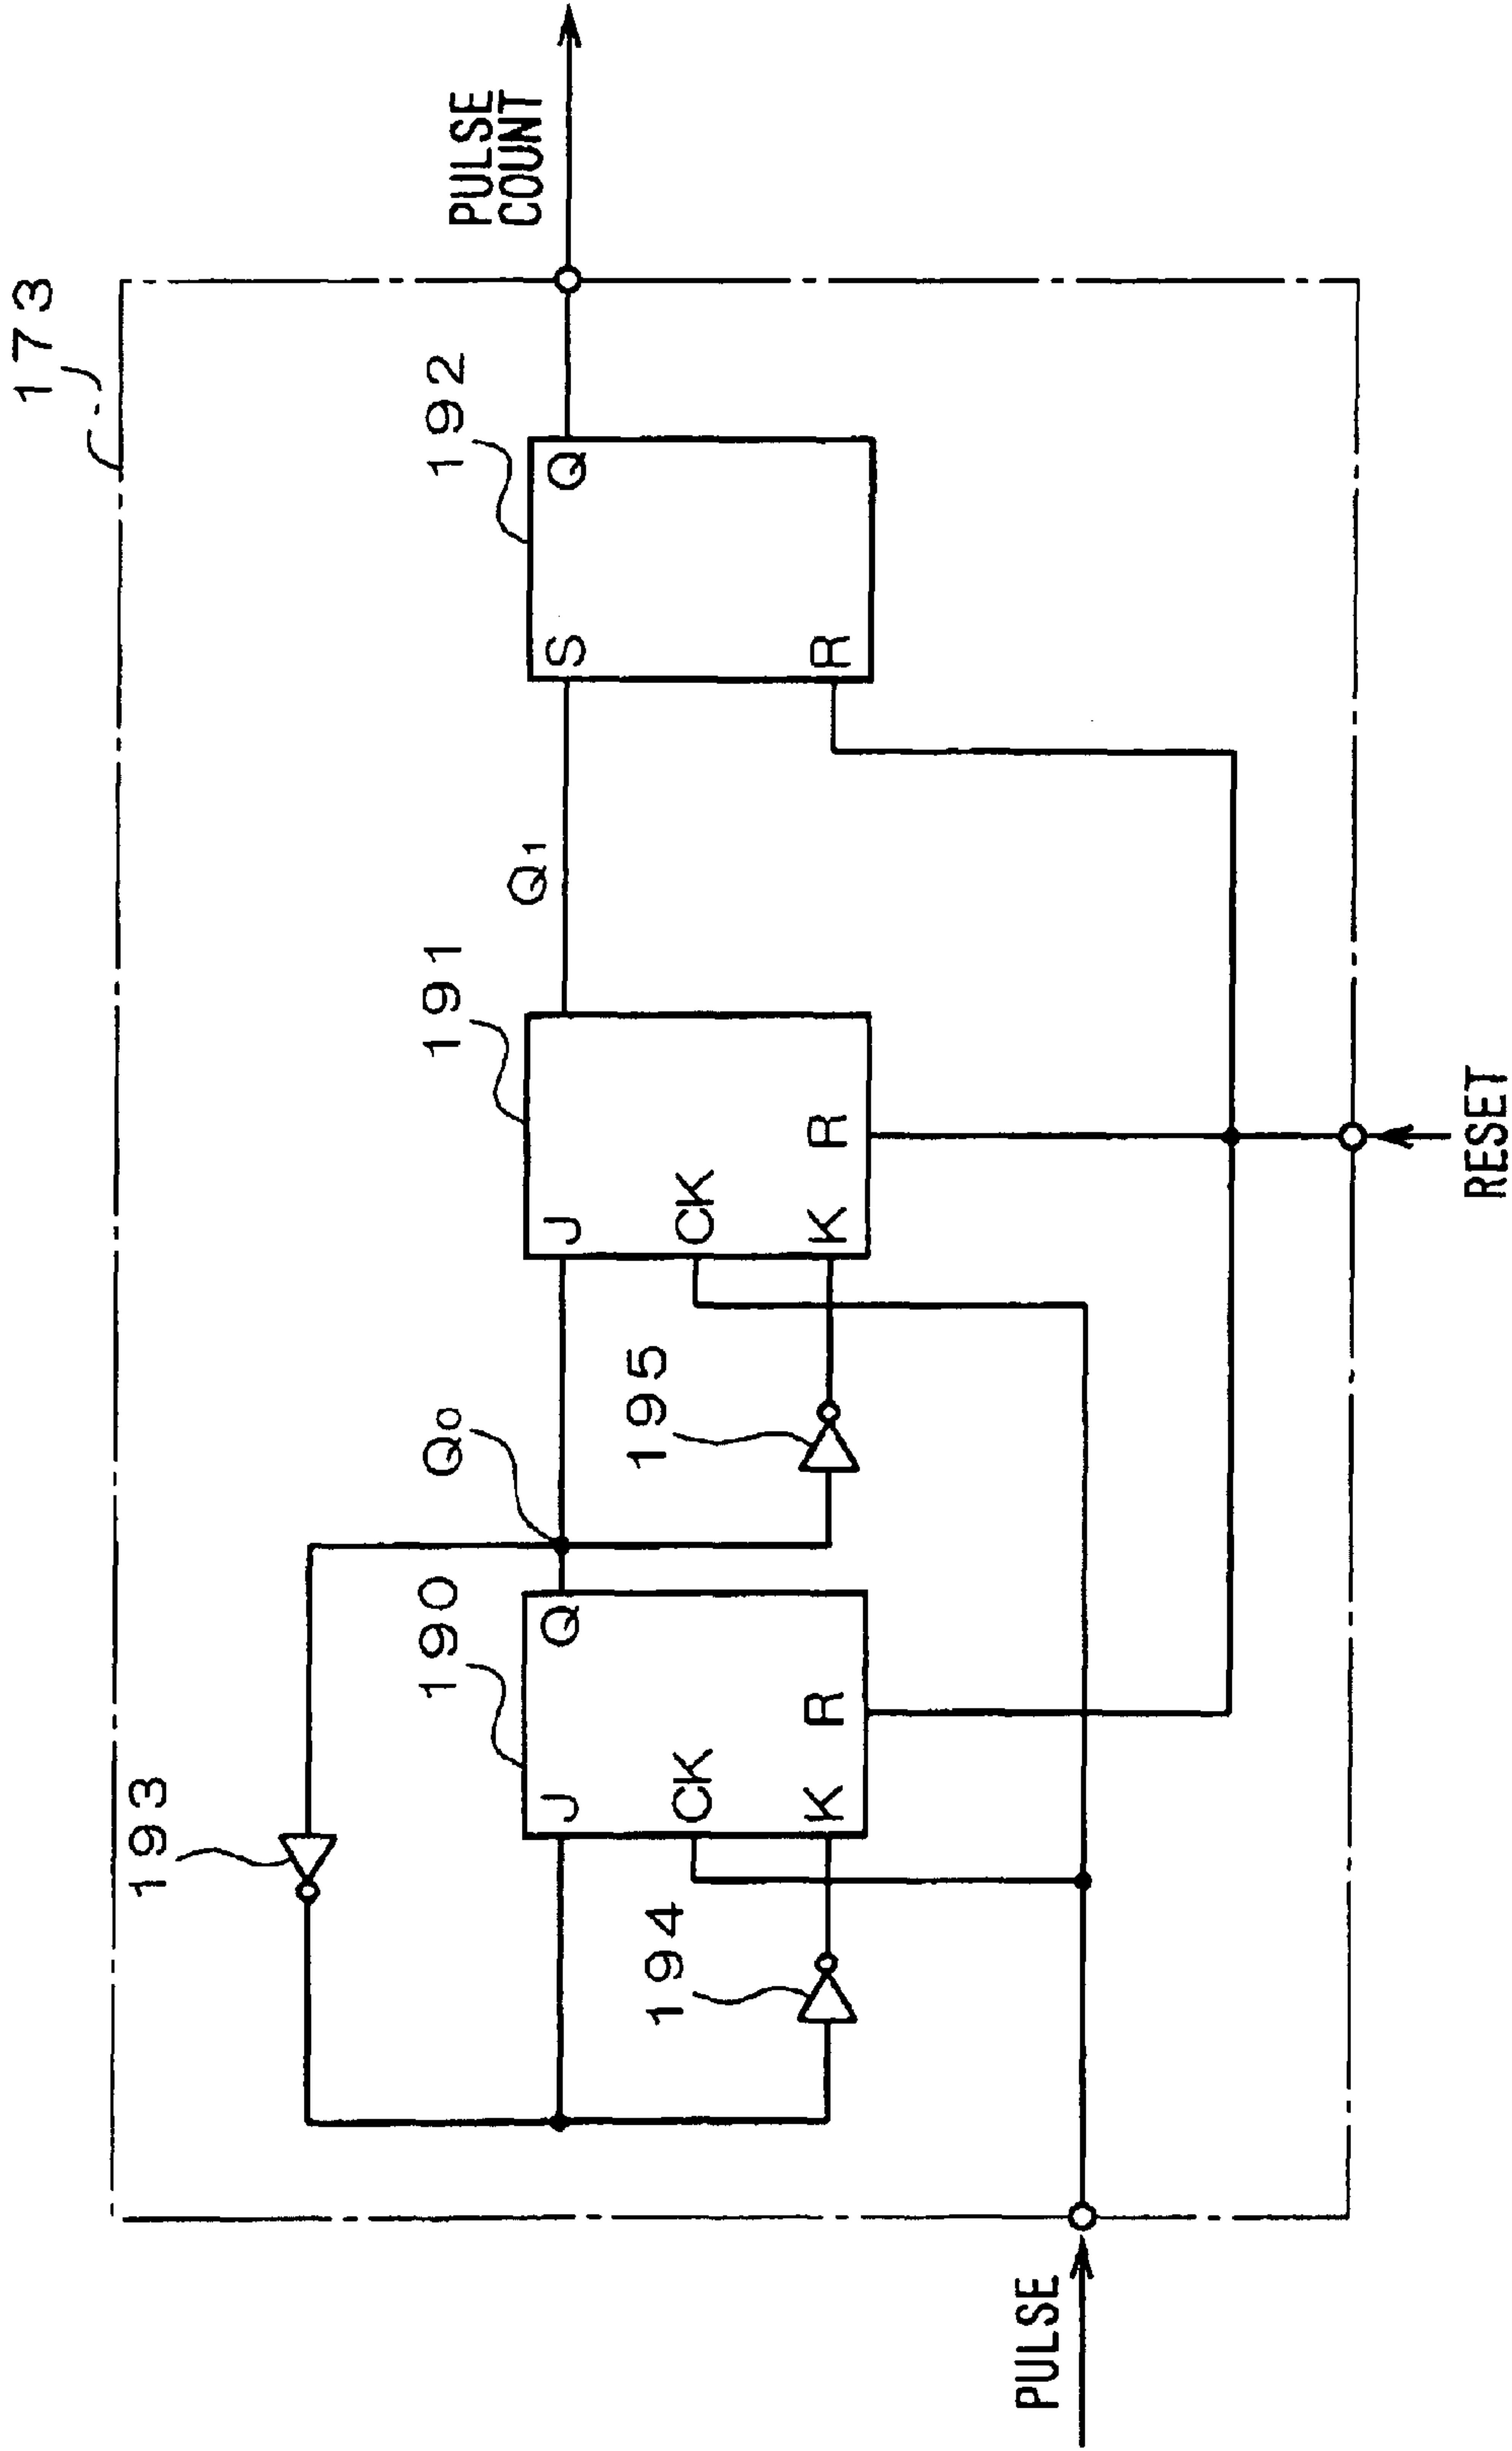 173
PULSE
COUNT
193
190
Q0
191
Q1
192
J
Q
CK
K
R
194
195
J
CK
K
R
S
Q
R
PULSE
RESET